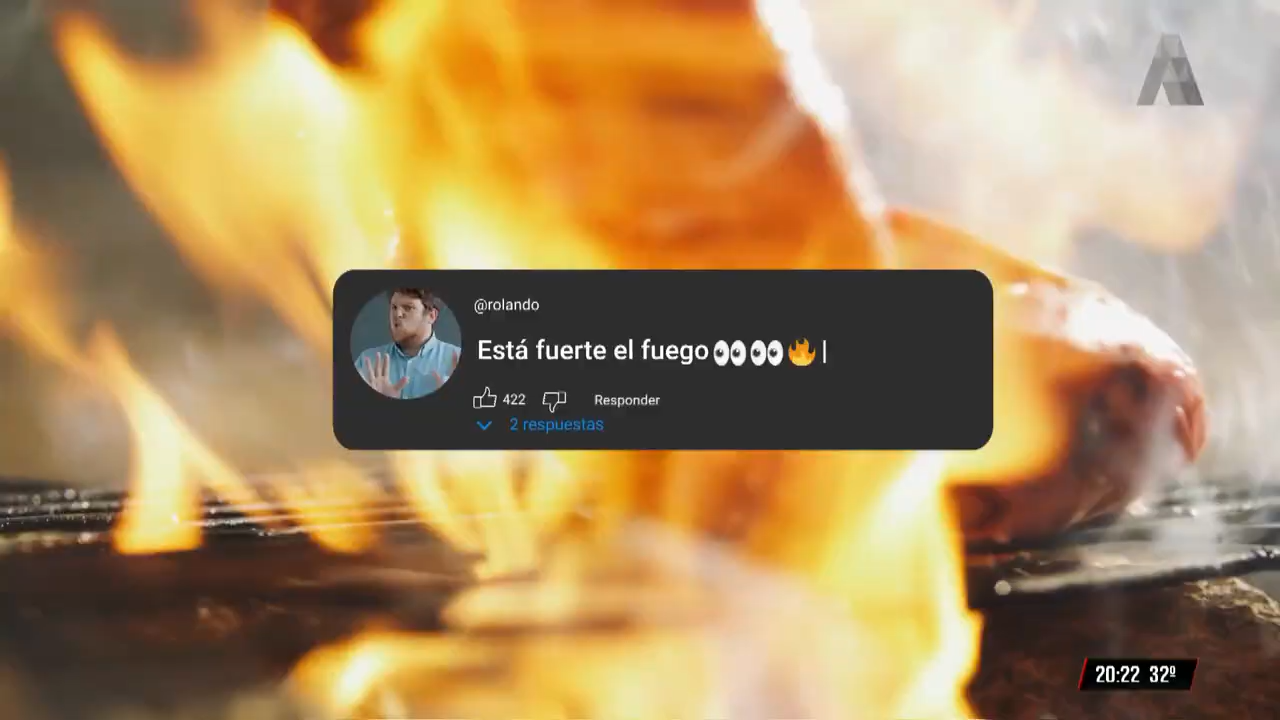 @rolando
Está fuerte el fuego👀👀🔥|
422 Responder
2 respuestas
20:22 32º